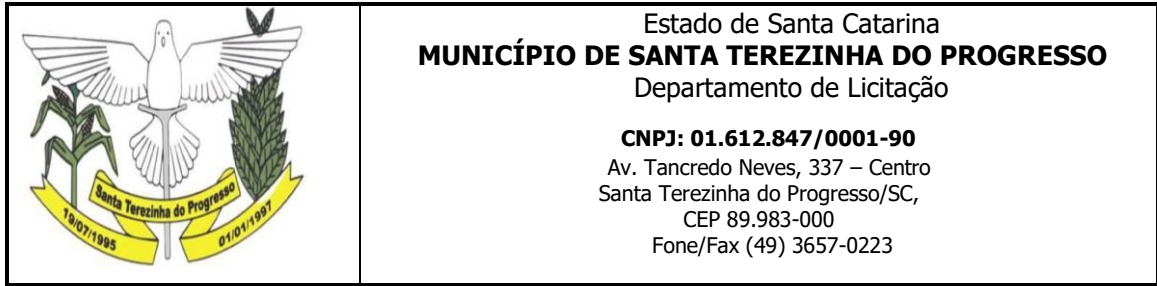 Santa Terezinha do Progresso
19/07/1995
01/01/1997
Estado de Santa Catarina
MUNICÍPIO DE SANTA TEREZINHA DO PROGRESSO
Departamento de Licitação
CNPJ: 01.612.847/0001-90
Av. Tancredo Neves, 337 – Centro
Santa Terezinha do Progresso/SC,
CEP 89.983-000
Fone/Fax (49) 3657-0223